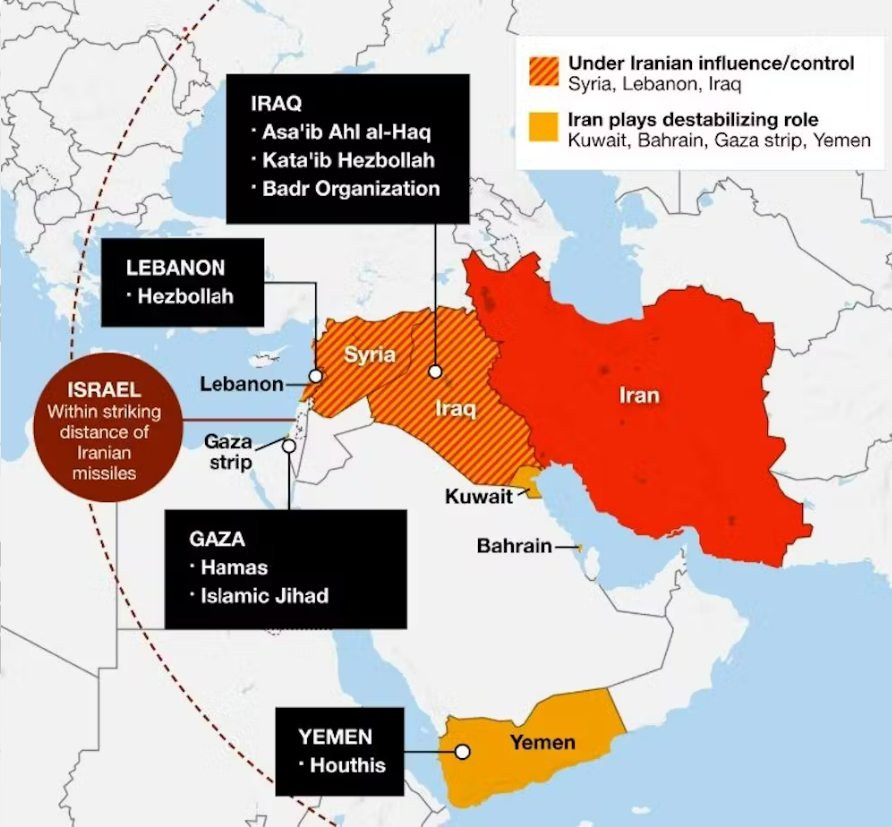 Under Iranian influence/control
Syria, Lebanon, Iraq
Iran plays destabilizing role
Kuwait, Bahrain, Gaza strip, Yemen
IRAQ
· Asa'ib Ahl al-Haq
· Kata'ib Hezbollah
· Badr Organization
LEBANON
· Hezbollah
Syria
Lebanon
Iraq
Iran
ISRAEL
Within striking
distance of
Iranian
missiles
Gaza
strip
Kuwait
Bahrain
GAZA
· Hamas
· Islamic Jihad
YEMEN
· Houthis
Yemen